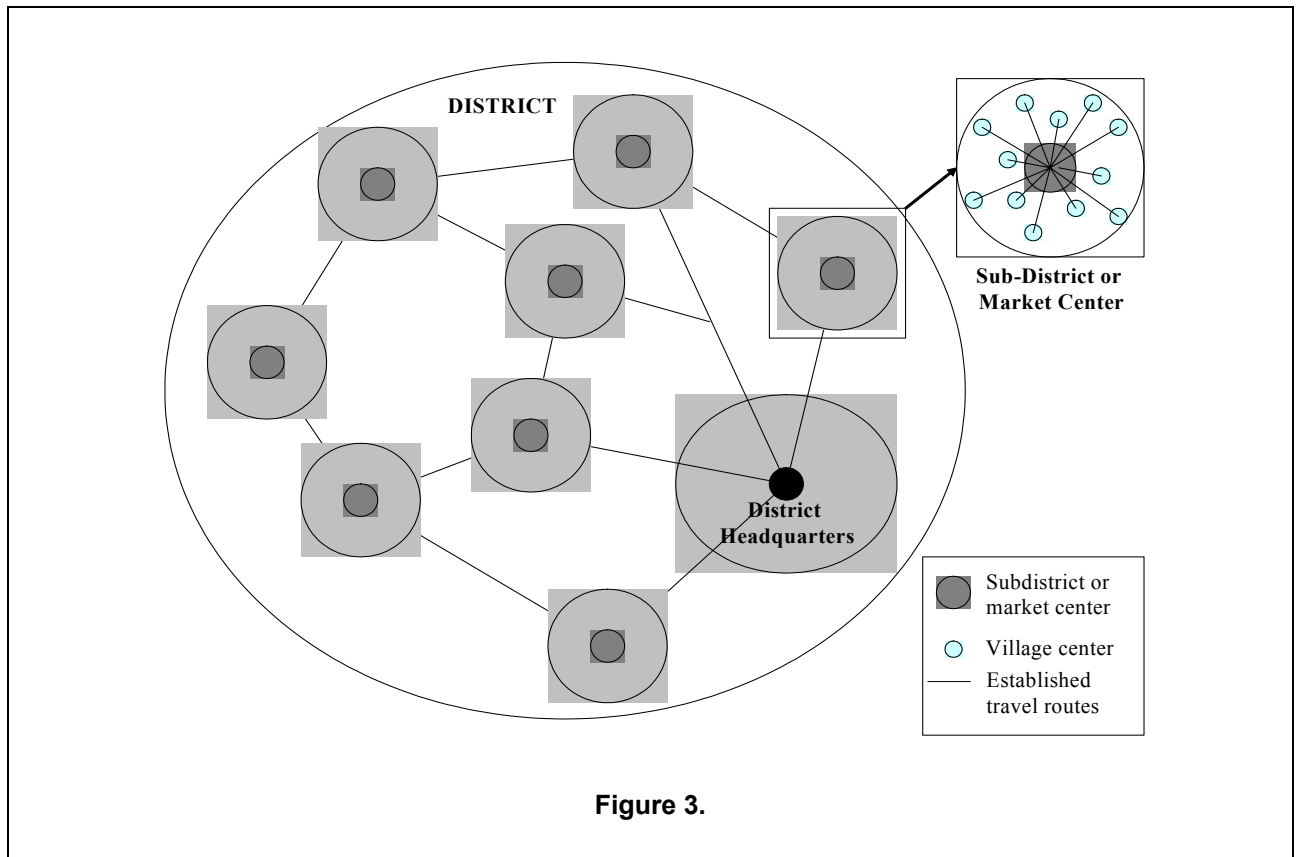 DISTRICT
Sub-District or
Market Center
District
Headquarters
Subdistrict or
market center
Village center
Established
travel routes
Figure 3.